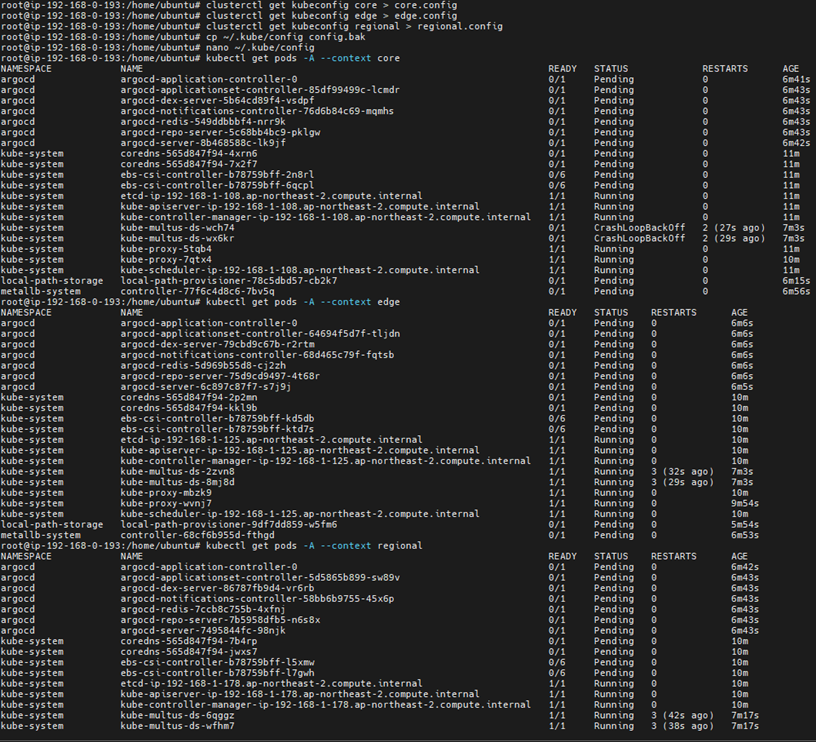 root@ip-192-168-0-193:/home/ubuntu# clusterctl get kubeconfig core > core.config
root@ip-192-168-0-193:/home/ubuntu# clusterctl get kubeconfig edge > edge.config
root@ip-192-168-0-193:/home/ubuntu# clusterctl get kubeconfig regional > regional.config
root@ip-192-168-0-193:/home/ubuntu# cp ~/.kube/config config.bak
root@ip-192-168-0-193:/home/ubuntu# nano ~/.kube/config
root@ip-192-168-0-193:/home/ubuntu# kubectl get pods -A --context core
NAMESPACE NAME READY STATUS RESTARTS AGE
argocd argocd-application-controller-0 0/1 Pending 0 6m41s
argocd argocd-applicationset-controller-85df99499c-lcmdr 0/1 Pending 0 6m43s
argocd argocd-dex-server-5b64cd89f4-vsdpf 0/1 Pending 0 6m43s
argocd argocd-notifications-controller-76d6b84c69-mqmhs 0/1 Pending 0 6m43s
argocd argocd-redis-549ddbbbf4-nrr9k 0/1 Pending 0 6m43s
argocd argocd-repo-server-5c68bb4bc9-pklgw 0/1 Pending 0 6m43s
argocd argocd-server-8b468588c-lk9jf 0/1 Pending 0 6m42s
kube-system coredns-565d847f94-4xrn6 0/1 Pending 0 11m
kube-system coredns-565d847f94-7x2f7 0/1 Pending 0 11m
kube-system ebs-csi-controller-b78759bff-2n8rl 0/6 Pending 0 11m
kube-system ebs-csi-controller-b78759bff-6qcpl 0/6 Pending 0 11m
kube-system etcd-ip-192-168-1-108.ap-northeast-2.compute.internal 1/1 Running 0 11m
kube-system kube-apiserver-ip-192-168-1-108.ap-northeast-2.compute.internal 1/1 Running 0 11m
kube-system kube-controller-manager-ip-192-168-1-108.ap-northeast-2.compute.internal 1/1 Running 0 11m
kube-system kube-multus-ds-wch74 0/1 CrashLoopBackOff 2 (27s ago) 7m3s
kube-system kube-multus-ds-wx6kr 0/1 CrashLoopBackOff 2 (29s ago) 7m3s
kube-system kube-proxy-5tqb4 1/1 Running 0 11m
kube-system kube-proxy-7qtx4 1/1 Running 0 10m
kube-system kube-scheduler-ip-192-168-1-108.ap-northeast-2.compute.internal 1/1 Running 0 11m
local-path-storage local-path-provisioner-78c5dbd57-cb2k7 0/1 Pending 0 6m15s
metallb-system controller-77f6c4d8c6-7bv5q 0/1 Pending 0 6m56s
root@ip-192-168-0-193:/home/ubuntu# kubectl get pods -A --context edge
NAMESPACE NAME READY STATUS RESTARTS AGE
argocd argocd-application-controller-0 0/1 Pending 0 6m6s
argocd argocd-applicationset-controller-64694f5d7f-tljdn 0/1 Pending 0 6m6s
argocd argocd-dex-server-79cbd9c67b-r2rtm 0/1 Pending 0 6m6s
argocd argocd-notifications-controller-68d465c79f-fqtsb 0/1 Pending 0 6m6s
argocd argocd-redis-5d969b55d8-cj2zh 0/1 Pending 0 6m6s
argocd argocd-repo-server-75d9cd9497-4t68r 0/1 Pending 0 6m6s
argocd argocd-server-6c897c87f7-s7j9j 0/1 Pending 0 6m5s
kube-system coredns-565d847f94-2p2mn 0/1 Pending 0 10m
kube-system coredns-565d847f94-kkl9b 0/1 Pending 0 10m
kube-system ebs-csi-controller-b78759bff-kd5db 0/6 Pending 0 10m
kube-system ebs-csi-controller-b78759bff-ktd7s 0/6 Pending 0 10m
kube-system etcd-ip-192-168-1-125.ap-northeast-2.compute.internal 1/1 Running 0 10m
kube-system kube-apiserver-ip-192-168-1-125.ap-northeast-2.compute.internal 1/1 Running 0 10m
kube-system kube-controller-manager-ip-192-168-1-125.ap-northeast-2.compute.internal 1/1 Running 0 10m
kube-system kube-multus-ds-2zvn8 1/1 Running 3 (32s ago) 7m3s
kube-system kube-multus-ds-8mj8d 1/1 Running 3 (29s ago) 7m3s
kube-system kube-proxy-mbzk9 1/1 Running 0 10m
kube-system kube-proxy-wvnj7 1/1 Running 0 9m54s
kube-system kube-scheduler-ip-192-168-1-125.ap-northeast-2.compute.internal 1/1 Running 0 10m
local-path-storage local-path-provisioner-9df7dd859-w5fm6 0/1 Pending 0 5m54s
metallb-system controller-68cf6b955d-fthgd 0/1 Pending 0 6m53s
root@ip-192-168-0-193:/home/ubuntu# kubectl get pods -A --context regional
NAMESPACE NAME READY STATUS RESTARTS AGE
argocd argocd-application-controller-0 0/1 Pending 0 6m42s
argocd argocd-applicationset-controller-5d5865b899-sw89v 0/1 Pending 0 6m43s
argocd argocd-dex-server-86787fb9d4-vr6rb 0/1 Pending 0 6m43s
argocd argocd-notifications-controller-58bb6b9755-45x6p 0/1 Pending 0 6m43s
argocd argocd-redis-7ccb8c755b-4xfnj 0/1 Pending 0 6m43s
argocd argocd-repo-server-7b5958dfb5-n6s8x 0/1 Pending 0 6m43s
argocd argocd-server-7495844fc-98njk 0/1 Pending 0 6m43s
kube-system coredns-565d847f94-7b4rp 0/1 Pending 0 10m
kube-system coredns-565d847f94-jwxs7 0/1 Pending 0 10m
kube-system ebs-csi-controller-b78759bff-l5xmw 0/6 Pending 0 10m
kube-system ebs-csi-controller-b78759bff-l7gwh 0/6 Pending 0 10m
kube-system etcd-ip-192-168-1-178.ap-northeast-2.compute.internal 1/1 Running 0 10m
kube-system kube-apiserver-ip-192-168-1-178.ap-northeast-2.compute.internal 1/1 Running 0 10m
kube-system kube-controller-manager-ip-192-168-1-178.ap-northeast-2.compute.internal 1/1 Running 0 10m
kube-system kube-multus-ds-6qggz 1/1 Running 3 (42s ago) 7m17s
kube-system kube-multus-ds-wfhm7 1/1 Running 3 (38s ago) 7m17s